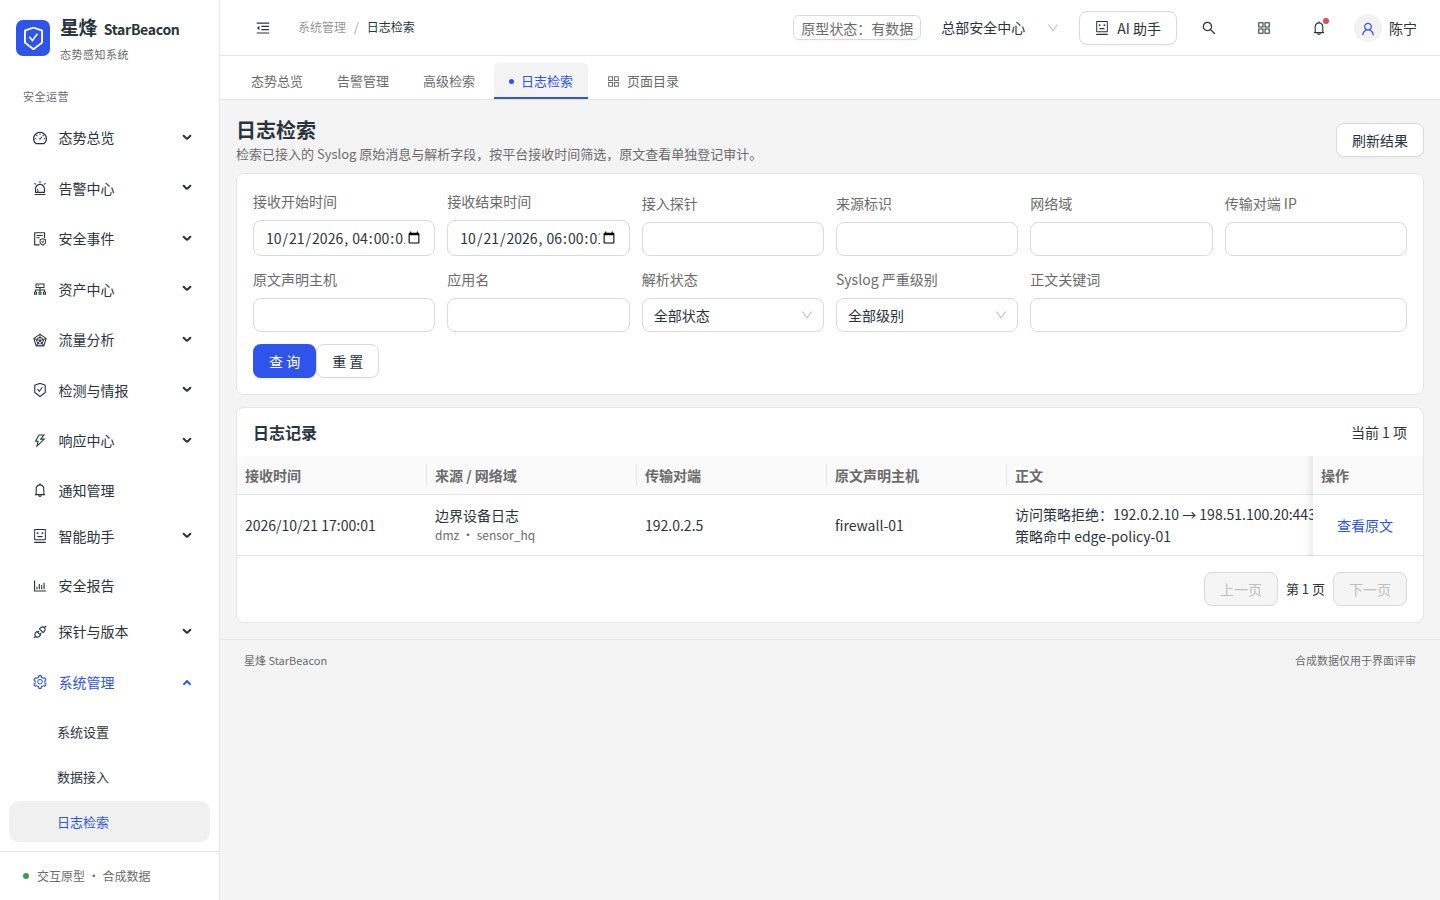 星烽 StarBeacon
态势感知系统
安全运营
态势总览
告警中心
安全事件
资产中心
流量分析
检测与情报
响应中心
通知管理
智能助手
安全报告
探针与版本
系统管理
系统设置
数据接入
日志检索
交互原型 · 合成数据
系统管理 / 日志检索
原型状态：有数据
总部安全中心
AI 助手
陈宁
态势总览
告警管理
高级检索
日志检索
页面目录
日志检索
检索已接入的 Syslog 原始消息与解析字段，按平台接收时间筛选，原文查看单独登记审计。
刷新结果
接收开始时间
接收结束时间
接入探针
来源标识
网络域
传输对端 IP
10/21/2026, 04:00:0
10/21/2026, 06:00:0
原文声明主机
应用名
解析状态
Syslog 严重级别
正文关键词
全部状态
全部级别
查 询
重 置
日志记录
当前 1 项
接收时间
来源 / 网络域
传输对端
原文声明主机
正文
操作
2026/10/21 17:00:01
边界设备日志
dmz · sensor_hq
192.0.2.5
firewall-01
访问策略拒绝：192.0.2.10 → 198.51.100.20:443
策略命中 edge-policy-01
查看原文
上一页
第 1 页
下一页
星烽 StarBeacon
合成数据仅用于界面评审